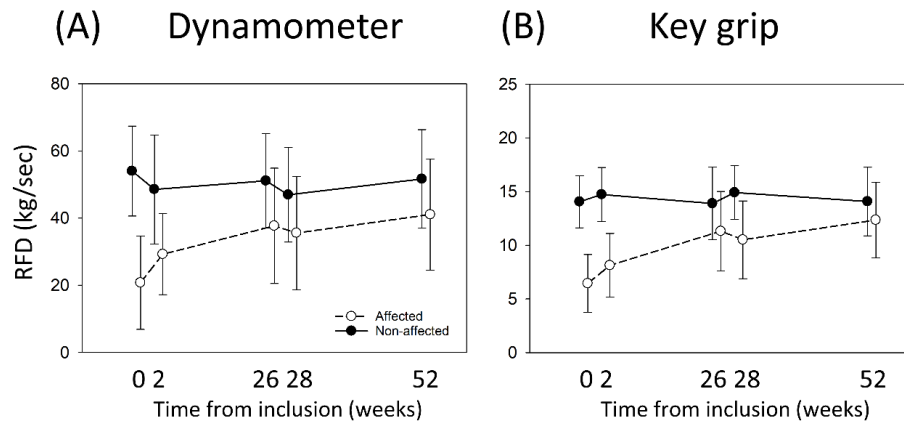 (A) Dynamometer
(B) Key grip
RFD (kg/sec)
80
60
40
20
0
Affected
Non-affected
0 2 26 28 52
Time from inclusion (weeks)
25
20
15
10
5
0
0 2 26 28 52
Time from inclusion (weeks)